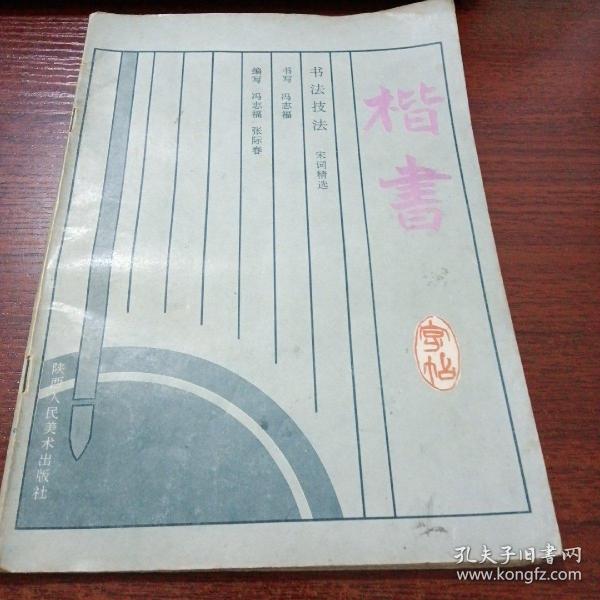 楷書
字帖
书法技法 宋词精选
书写 冯志福
编写 冯志福 张际春
陕西人民美术出版社
孔夫子旧书网
www.kongfz.com